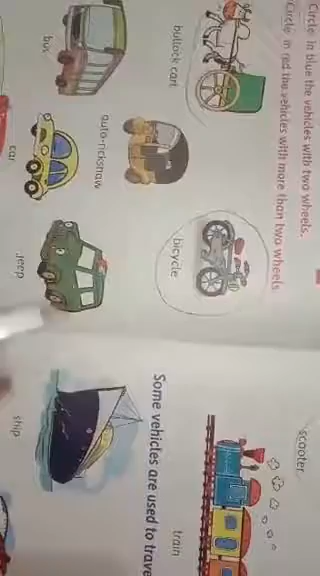 Circle in blue the vehicles with two wheels.
Circle in red the vehicles with more than two wheels
bullock cart
bicycle
scooter
auto-rickshaw
bus
car
jeep
train
Some vehicles are used to trave
ship